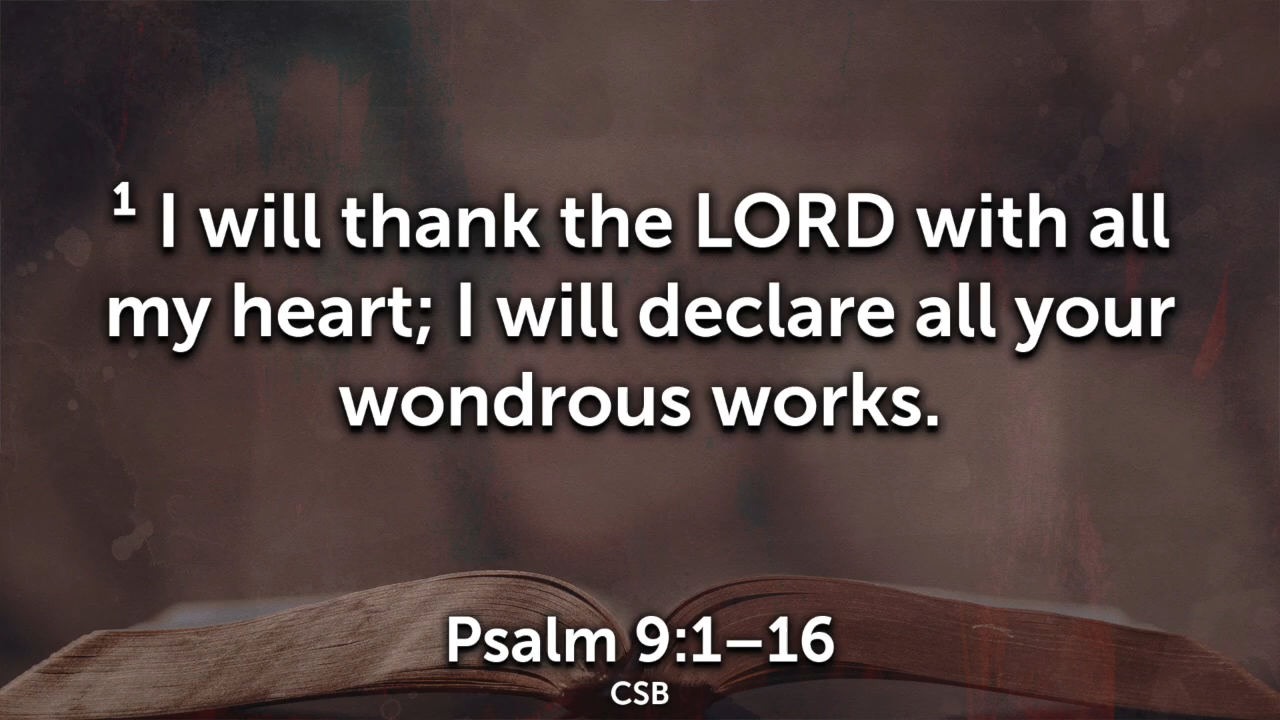 ¹ I will thank the LORD with all
my heart; I will declare all your
wondrous works.
Psalm 9:1–16
CSB